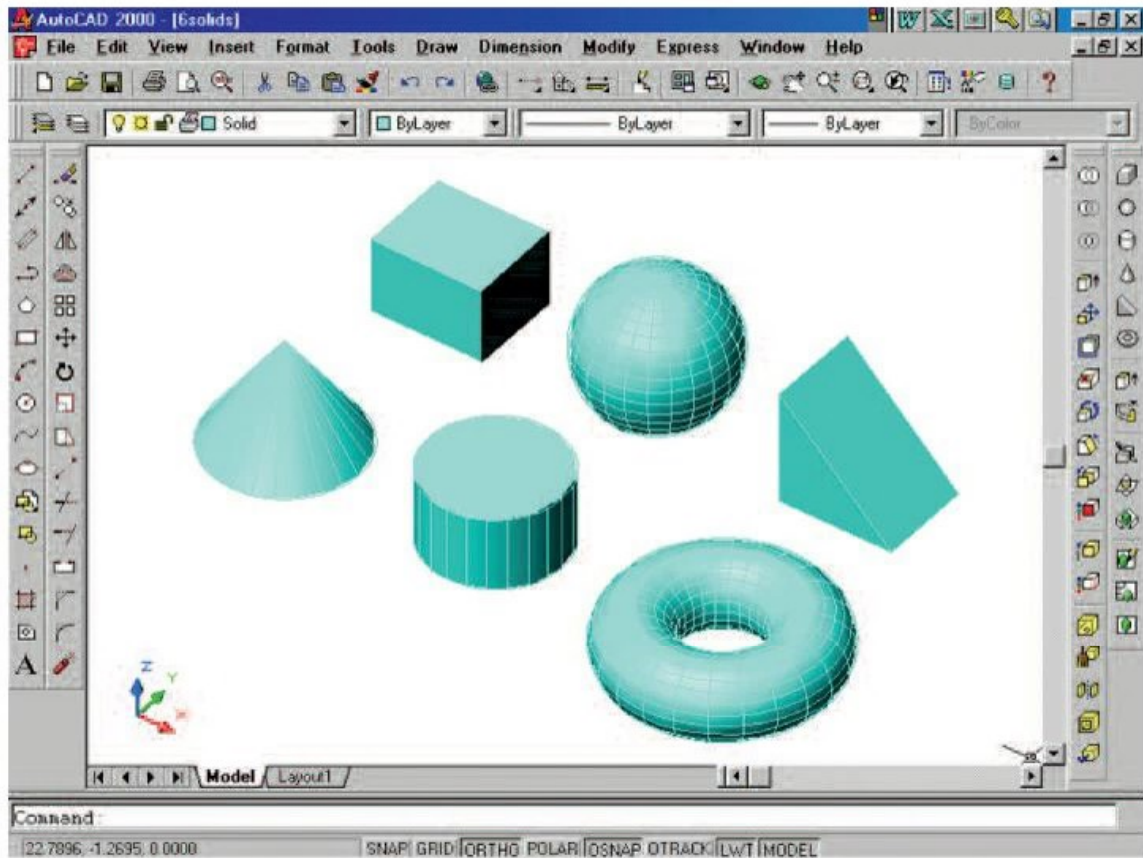 AutoCAD 2000 - [6solids]
File Edit View Insert Format Tools Draw Dimension Modify Express Window Help
Solid ByLayer ByLayer ByLayer ByColor
A
Z
Y
X
Model Layout1
Command:
22.7896, -1.2695, 0.0000 SNAP GRID ORTHO POLAR OSNAP OTRACK LWT MODEL